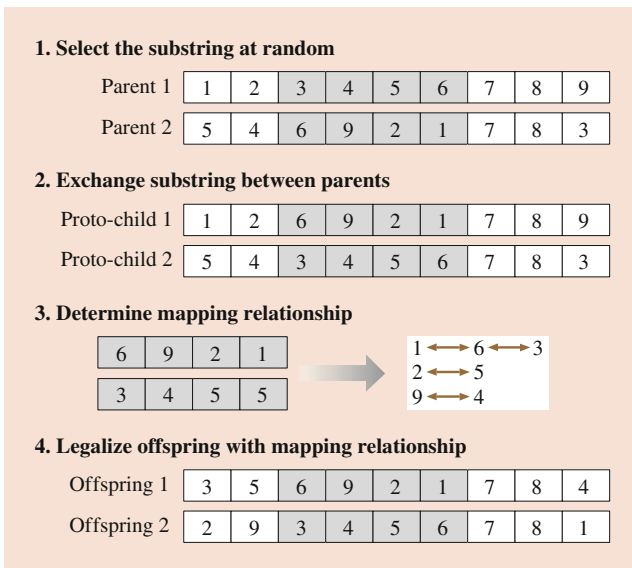 1. Select the substring at random
Parent 1 1 2 3 4 5 6 7 8 9
Parent 2 5 4 6 9 2 1 7 8 3
2. Exchange substring between parents
Proto-child 1 1 2 6 9 2 1 7 8 9
Proto-child 2 5 4 3 4 5 6 7 8 3
3. Determine mapping relationship
6 9 2 1
3 4 5 5
1 ↔ 6 ↔ 3
2 ↔ 5
9 ↔ 4
4. Legalize offspring with mapping relationship
Offspring 1 3 5 6 9 2 1 7 8 4
Offspring 2 2 9 3 4 5 6 7 8 1